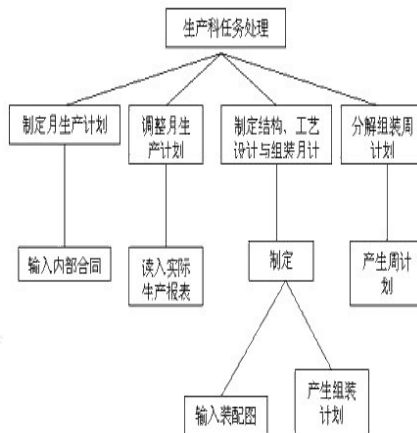 生产科任务处理
制定月生产计划
调整月生
产计划
制定结构、工艺
设计与组装月计
分解组装周
计划
输入内部合同
读入实际
生产报表
制定
产生周计
划
输入装配图
产生组装
计划